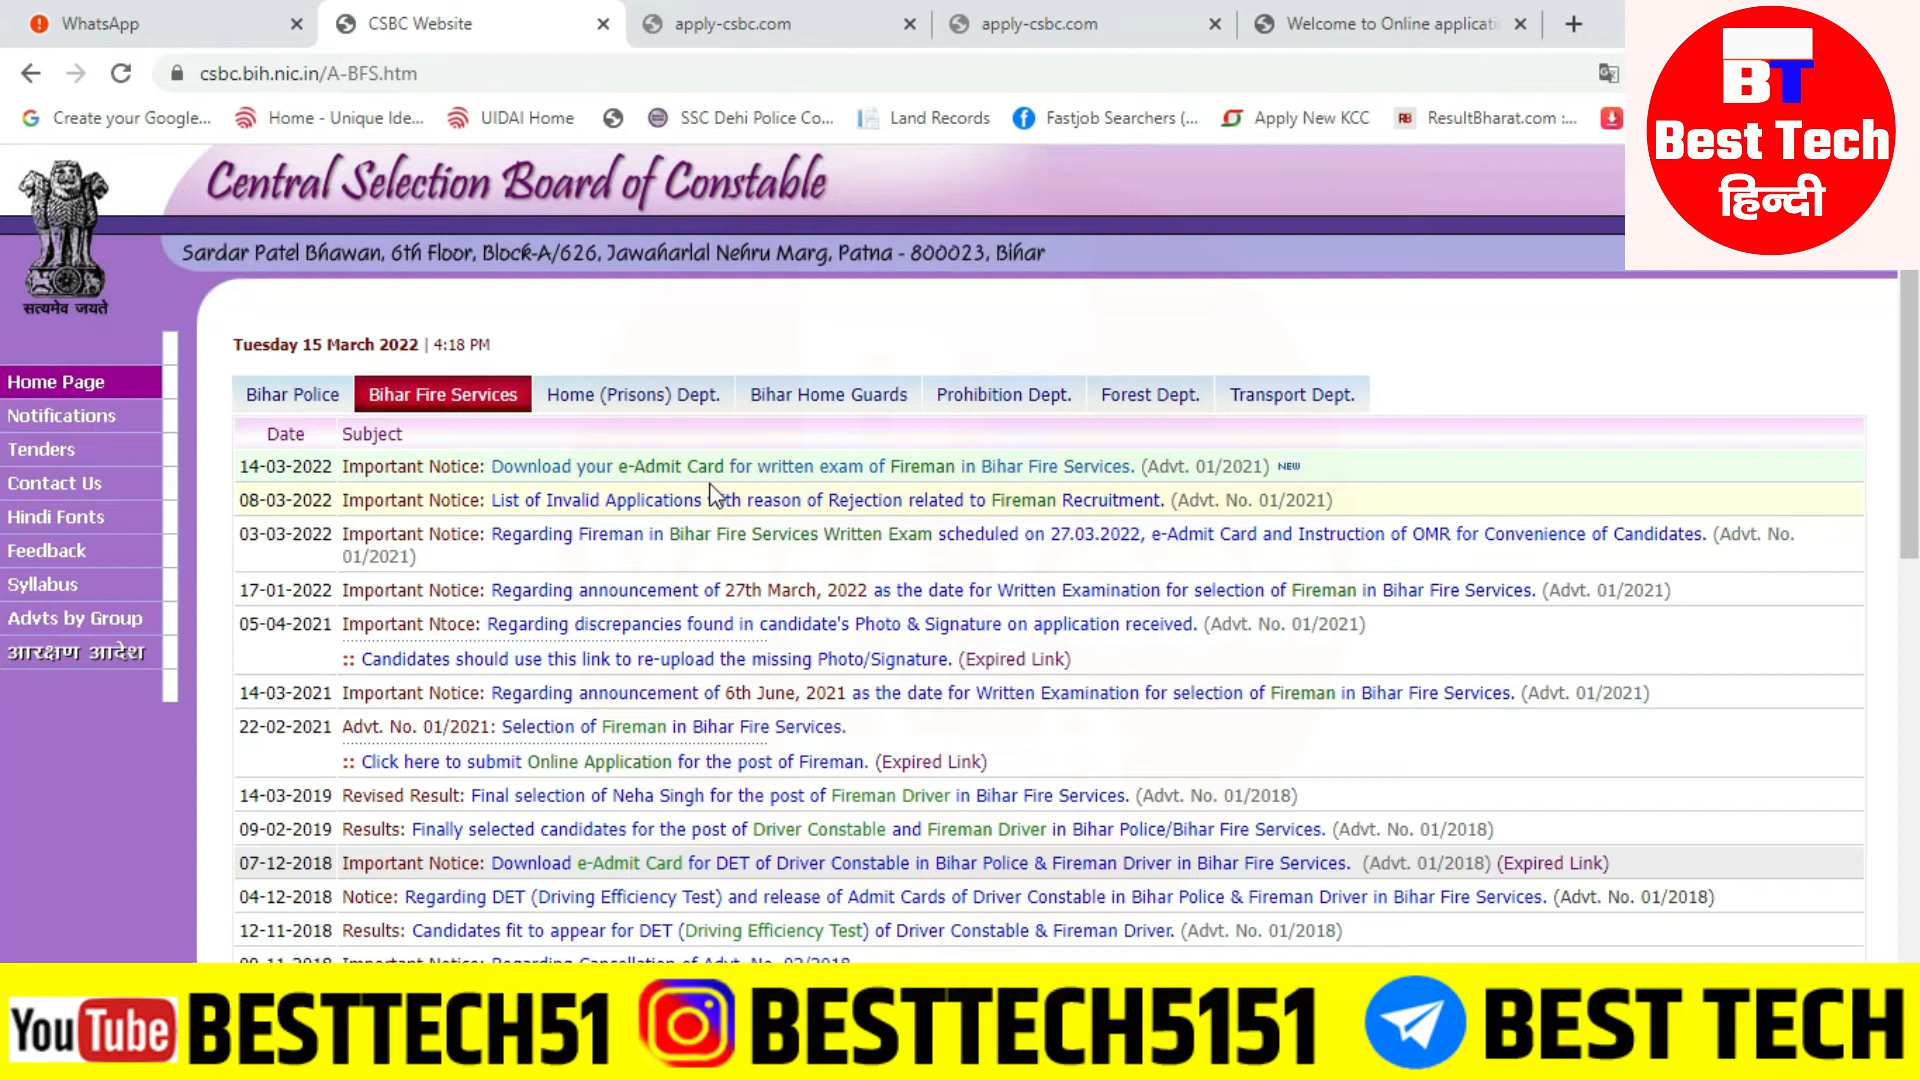 WhatsApp
CSBC Website
apply-csbc.com
apply-csbc.com
Welcome to Online applicati
csbc.bih.nic.in/A-BFS.htm
Create your Google...
Home - Unique Ide...
UIDAI Home
SSC Dehi Police Co...
Land Records
Fastjob Searchers (...
Apply New KCC
RB
ResultBharat.com :...
BT
Best Tech
हिन्दी
Central Selection Board of Constable
Sardar Patel Bhawan, 6th Floor, Block-A/626, Jawaharlal Nehru Marg, Patna - 800023, Bihar
सत्यमेव जयते
Tuesday 15 March 2022 | 4:18 PM
Home Page
Notifications
Tenders
Contact Us
Hindi Fonts
Feedback
Syllabus
Advts by Group
आरक्षण आदेश
Bihar Police
Bihar Fire Services
Home (Prisons) Dept.
Bihar Home Guards
Prohibition Dept.
Forest Dept.
Transport Dept.
Date Subject
14-03-2022 Important Notice: Download your e-Admit Card for written exam of Fireman in Bihar Fire Services. (Advt. 01/2021) NEW
08-03-2022 Important Notice: List of Invalid Applications with reason of Rejection related to Fireman Recruitment. (Advt. No. 01/2021)
03-03-2022 Important Notice: Regarding Fireman in Bihar Fire Services Written Exam scheduled on 27.03.2022, e-Admit Card and Instruction of OMR for Convenience of Candidates. (Advt. No.
01/2021)
17-01-2022 Important Notice: Regarding announcement of 27th March, 2022 as the date for Written Examination for selection of Fireman in Bihar Fire Services. (Advt. 01/2021)
05-04-2021 Important Ntoce: Regarding discrepancies found in candidate's Photo & Signature on application received. (Advt. No. 01/2021)
:: Candidates should use this link to re-upload the missing Photo/Signature. (Expired Link)
14-03-2021 Important Notice: Regarding announcement of 6th June, 2021 as the date for Written Examination for selection of Fireman in Bihar Fire Services. (Advt. 01/2021)
22-02-2021 Advt. No. 01/2021: Selection of Fireman in Bihar Fire Services.
:: Click here to submit Online Application for the post of Fireman. (Expired Link)
14-03-2019 Revised Result: Final selection of Neha Singh for the post of Fireman Driver in Bihar Fire Services. (Advt. No. 01/2018)
09-02-2019 Results: Finally selected candidates for the post of Driver Constable and Fireman Driver in Bihar Police/Bihar Fire Services. (Advt. No. 01/2018)
07-12-2018 Important Notice: Download e-Admit Card for DET of Driver Constable in Bihar Police & Fireman Driver in Bihar Fire Services. (Advt. 01/2018) (Expired Link)
04-12-2018 Notice: Regarding DET (Driving Efficiency Test) and release of Admit Cards of Driver Constable in Bihar Police & Fireman Driver in Bihar Fire Services. (Advt. No. 01/2018)
12-11-2018 Results: Candidates fit to appear for DET (Driving Efficiency Test) of Driver Constable & Fireman Driver. (Advt. No. 01/2018)
09-11-2018 Important Notice: Regarding Cancellation of Advt. No. 02/2018
YouTube BESTTECH51
BESTTECH5151
BEST TECH